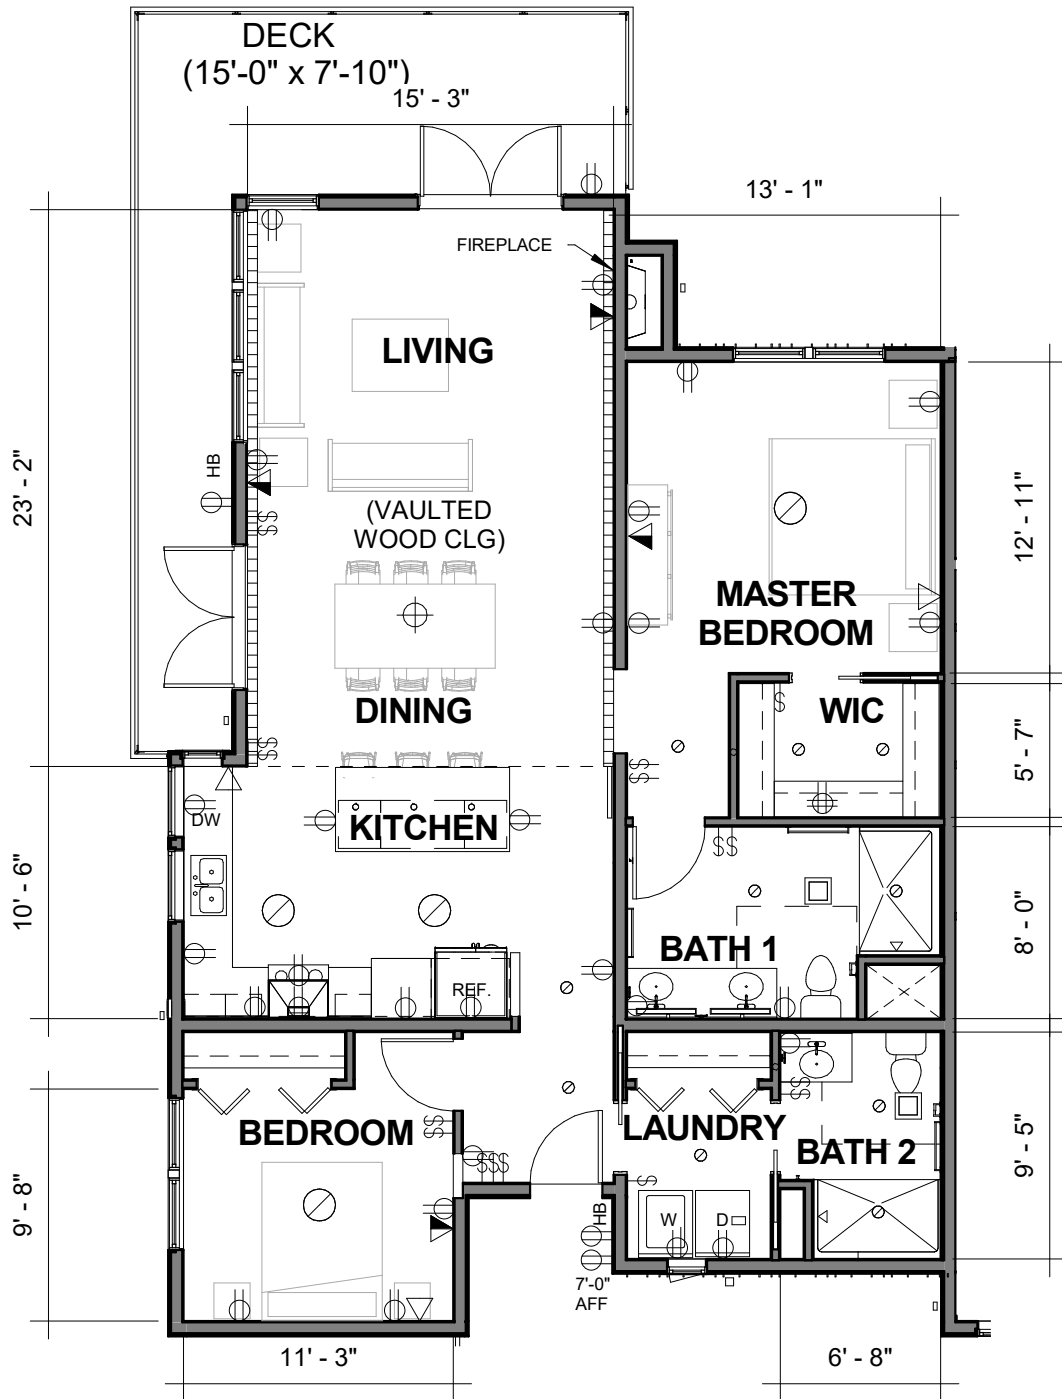 DECK
(15'-0" x 7'-10")
15' - 3"
13' - 1"
FIREPLACE
LIVING
23' - 2"
HB
(VAULTED
WOOD CLG)
12' - 11"
MASTER
BEDROOM
DINING
WIC
$
$$
$$
$$
5' - 7"
DW
KITCHEN
$$
10' - 6"
8' - 0"
BATH 1
REF.
BEDROOM
$$
LAUNDRY
$$
BATH 2
9' - 5"
$$$
$
9' - 8"
HB
W
D
7'-0"
AFF
11' - 3"
6' - 8"